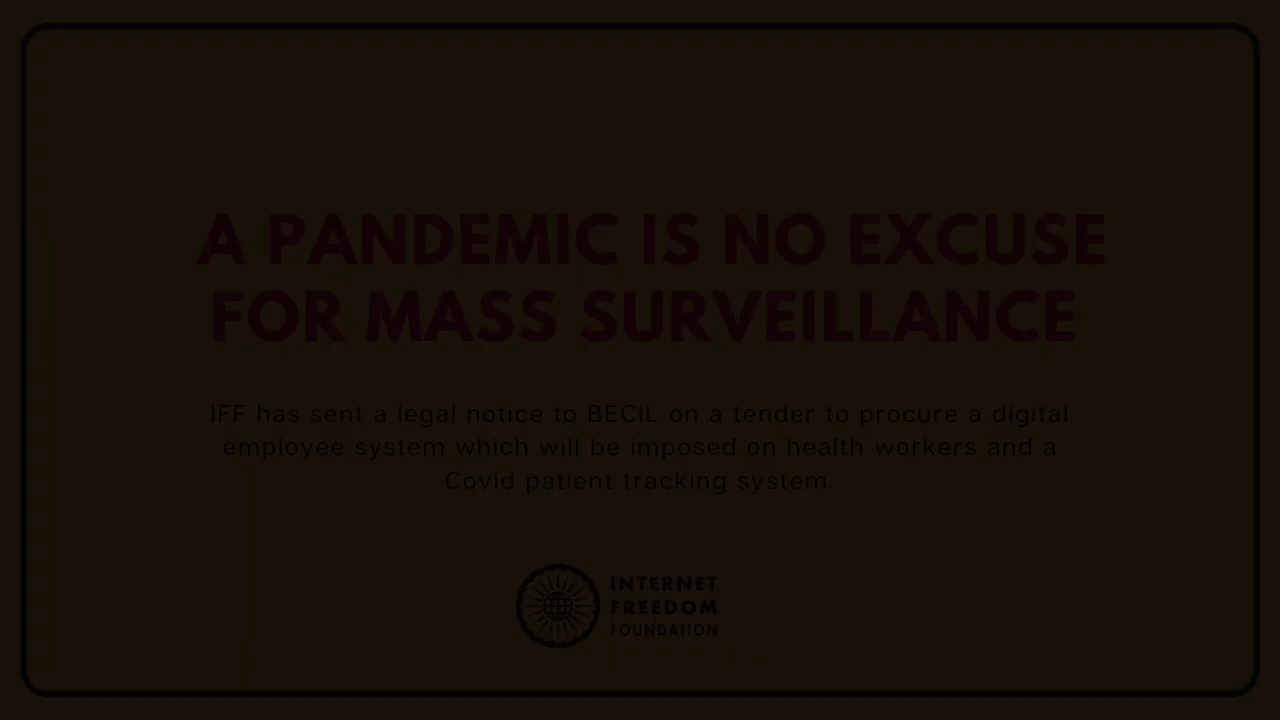 A PANDEMIC IS NO EXCUSE
FOR MASS SURVEILLANCE
IFF has sent a legal notice to BECIL on a tender to procure a digital
employee system which will be imposed on health workers and a
Covid patient tracking system.
INTERNET
FREEDOM
FOUNDATION